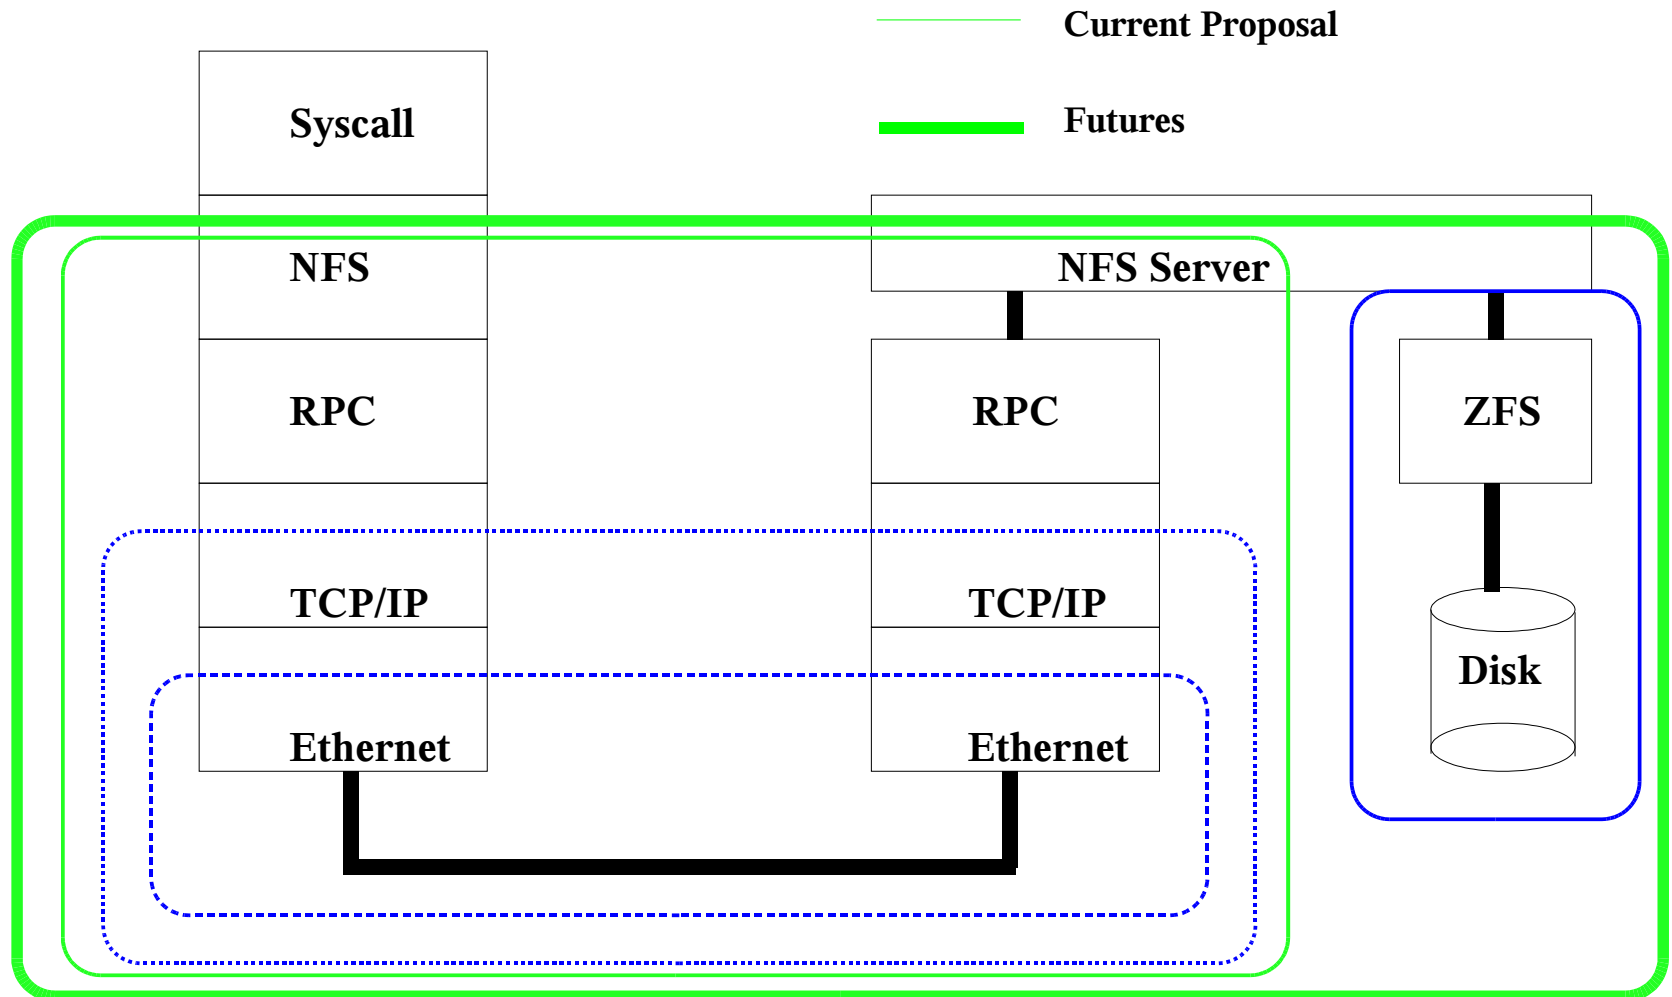 Current Proposal
Futures
Syscall
NFS
NFS Server
RPC
RPC
ZFS
TCP/IP
TCP/IP
Disk
Ethernet
Ethernet